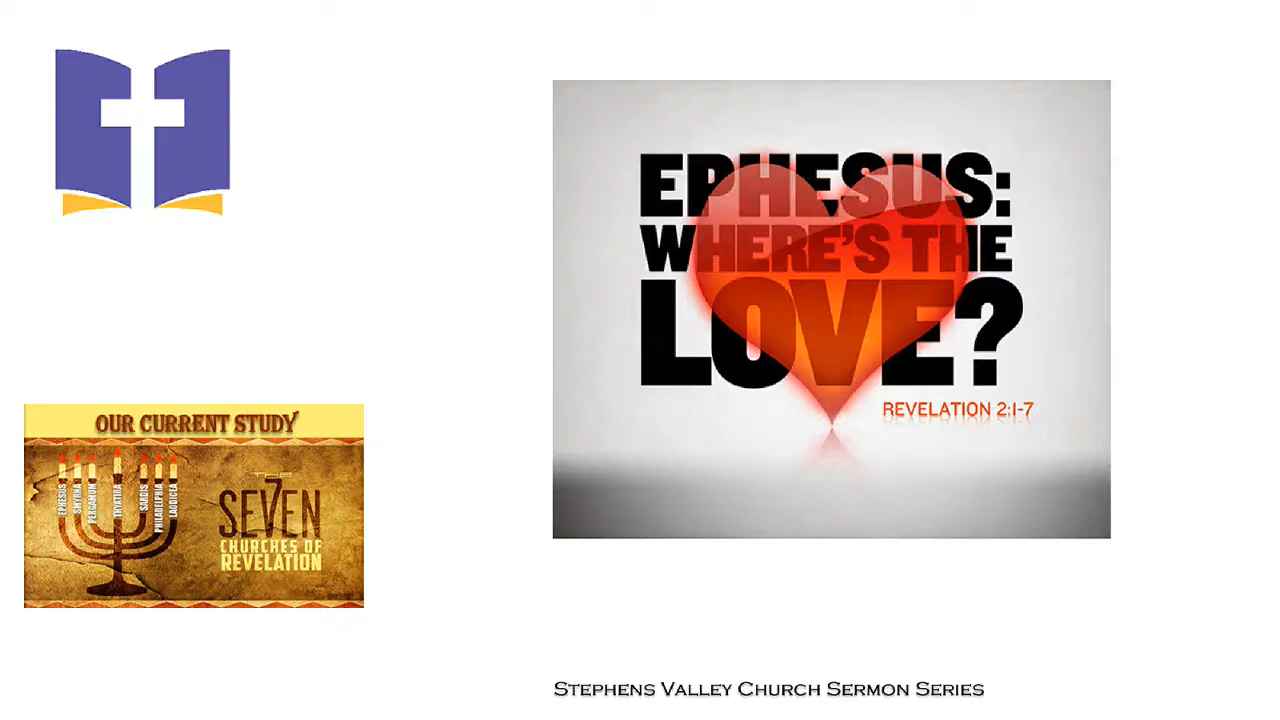 EPHESUS:
WHERE'S THE
LOVE?
REVELATION 2:1-7
OUR CURRENT STUDY
EPHESUS
SMYRNA
PERGAMUM
THYATIRA
SARDIS
PHILADELPHIA
LAODICEA
THE
SE7EN
CHURCHES OF
REVELATION
STEPHENS VALLEY CHURCH SERMON SERIES